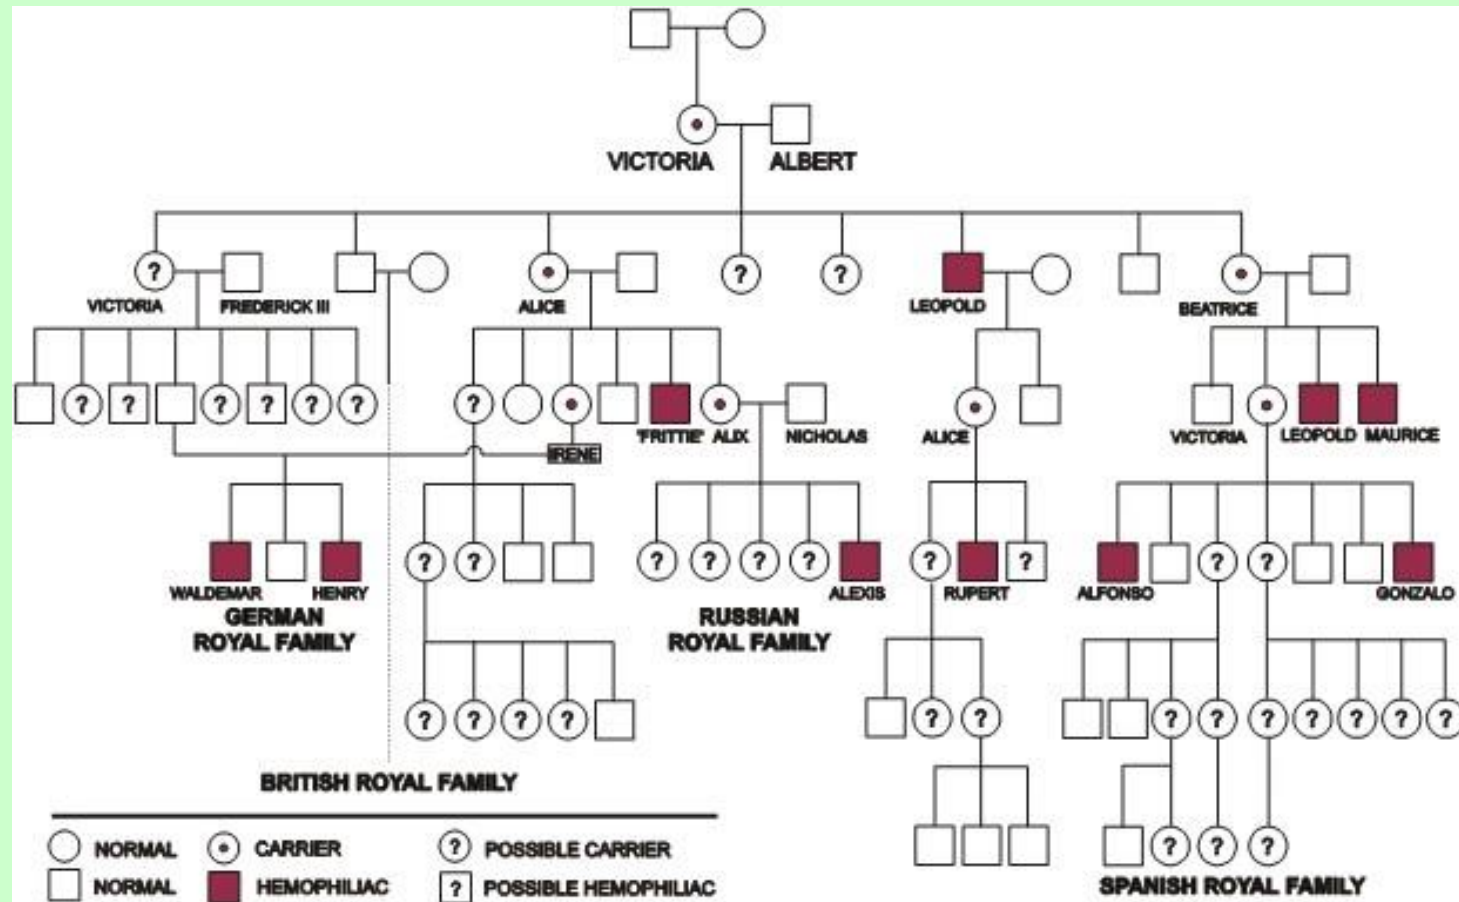 VICTORIA ALBERT
? ? ? ?
VICTORIA FREDERICK III ALICE LEOPOLD BEATRICE
? ? ? ? ? ? ?
"FRITTIE" ALIX NICHOLAS ALICE VICTORIA LEOPOLD MAURICE
IRENE
? ? ? ? ? ? ? ? ? ?
WALDEMAR HENRY ALEXIS RUPERT ALFONSO GONZALO
GERMAN
ROYAL FAMILY
RUSSIAN
ROYAL FAMILY
? ? ? ? ? ? ? ? ? ? ? ? ?
BRITISH ROYAL FAMILY
? ? ?
NORMAL CARRIER ? POSSIBLE CARRIER
NORMAL HEMOPHILIAC ? POSSIBLE HEMOPHILIAC
SPANISH ROYAL FAMILY